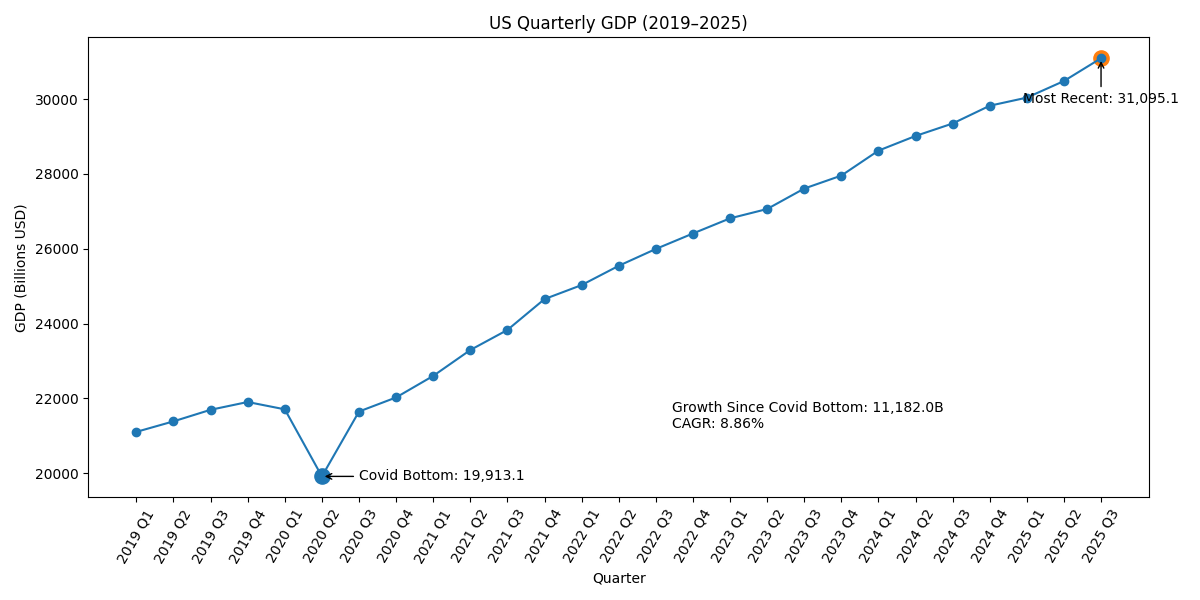 US Quarterly GDP (2019–2025)
GDP (Billions USD)
30000
28000
26000
24000
22000
20000
Most Recent: 31,095.1
Growth Since Covid Bottom: 11,182.0B
CAGR: 8.86%
Covid Bottom: 19,913.1
2019 Q1
2019 Q2
2019 Q3
2019 Q4
2020 Q1
2020 Q2
2020 Q3
2020 Q4
2021 Q1
2021 Q2
2021 Q3
2021 Q4
2022 Q1
2022 Q2
2022 Q3
2022 Q4
2023 Q1
2023 Q2
2023 Q3
2023 Q4
2024 Q1
2024 Q2
2024 Q3
2024 Q4
2025 Q1
2025 Q2
2025 Q3
Quarter